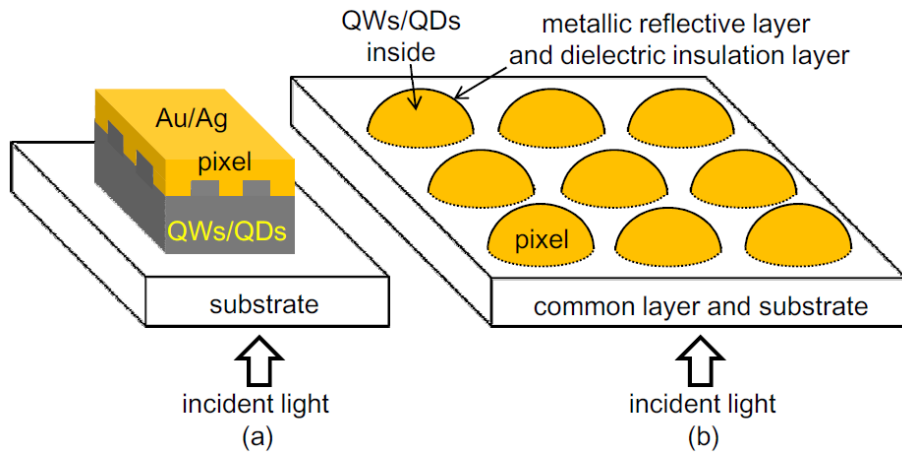 Au/Ag
pixel
QWs/QDs
substrate
incident light
(a)
QWs/QDs
inside
metallic reflective layer
and dielectric insulation layer
pixel
common layer and substrate
incident light
(b)